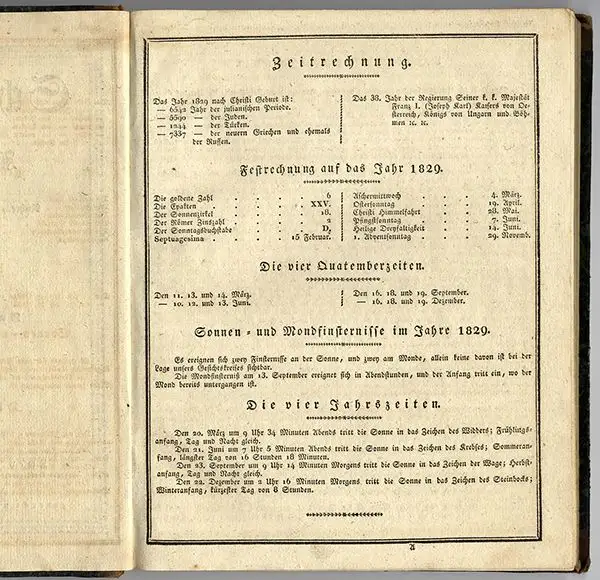 Zeitrechnung.
Das Jahr 1829 nach Christi Geburt ist:
— 6542 Jahr der julianischen Periode.
— 5590 — der Juden.
— 1244 — der Türken.
— 7337 — der neuern Griechen und ehemals
der Russen.
Das 38. Jahr der Regierung Seiner k. k. Majestät
Franz I. (Joseph Karl) Kaisers von Oe-
sterreich, Königs von Ungarn und Böh-
men ꝛc. ꝛc.
Festrechnung auf das Jahr 1829.
Die goldene Zahl . . . . 6
Die Epakten . . . . XXV.
Der Sonnenzirkel . . . . 18.
Der Römer Zinszahl . . . . 2
Der Sonntagsbuchstabe . . . . D,
Septuagesima . . . . 15 Februar.
Aschermittwoch . . . 4. März.
Ostersonntag . . . 19. April.
Christi Himmelfahrt . . . 28. Mai.
Pfingstsonntag . . . 7. Juni.
Heilige Dreyfaltigkeit . . . 14. Juni.
1. Adventsonntag . . . 29. Novemb.
Die vier Quatemberzeiten.
Den 11. 13. und 14. März.
— 10. 12. und 13. Juni.
Den 16. 18. und 19. September.
— 16. 18. und 19. Dezember.
Sonnen- und Mondfinsternisse im Jahre 1829.
Es ereignen sich zwey Finsternisse an der Sonne, und zwey am Monde, allein keine davon ist bei der
Lage unsers Gesichtskreises sichtbar.
Die Mondfinsterniß am 13. September ereignet sich in Abendstunden, und der Anfang tritt ein, wo der
Mond bereits untergangen ist.
Die vier Jahrszeiten.
Den 20. März um 9 Uhr 34 Minuten Abends tritt die Sonne in das Zeichen des Widders; Frühlings-
anfang, Tag und Nacht gleich.
Den 21. Juni um 7 Uhr 5 Minuten Abends tritt die Sonne in das Zeichen des Krebses; Sommeran-
fang, längster Tag von 16 Stunden 18 Minuten.
Den 23. September um 9 Uhr 14 Minuten Morgens tritt die Sonne in das Zeichen der Wage; Herbst-
anfang, Tag und Nacht gleich.
Den 22. Dezember um 2 Uhr 16 Minuten Morgens tritt die Sonne in das Zeichen des Steinbocks;
Winteranfang, kürzester Tag von 8 Stunden.
A